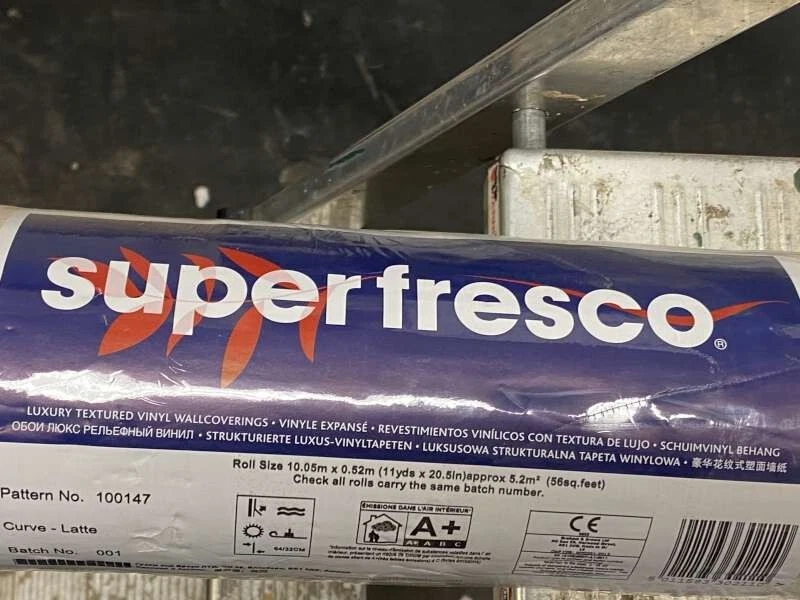 superfresco®
LUXURY TEXTURED VINYL WALLCOVERINGS • VINYLE EXPANSÉ • REVESTIMIENTOS VINÍLICOS CON TEXTURA DE LUJO • SCHUIMVINYL BEHANG
ОБОИ ЛЮКС РЕЛЬЕФНЫЙ ВИНИЛ • STRUKTURIERTE LUXUS-VINYLTAPETEN • LUKSUSOWA STRUKTURALNA TAPETA WINYLOWA • 豪华花纹式塑面墙纸
Roll Size 10.05m x 0.52m (11yds x 20.5in)approx 5.2m² (56sq.feet)
Check all rolls carry the same batch number.
Pattern No. 100147
Curve - Latte
Batch No. 001
64/32CM
ÉMISSIONS DANS L'AIR INTÉRIEUR*
A+
A+ A B C
CE